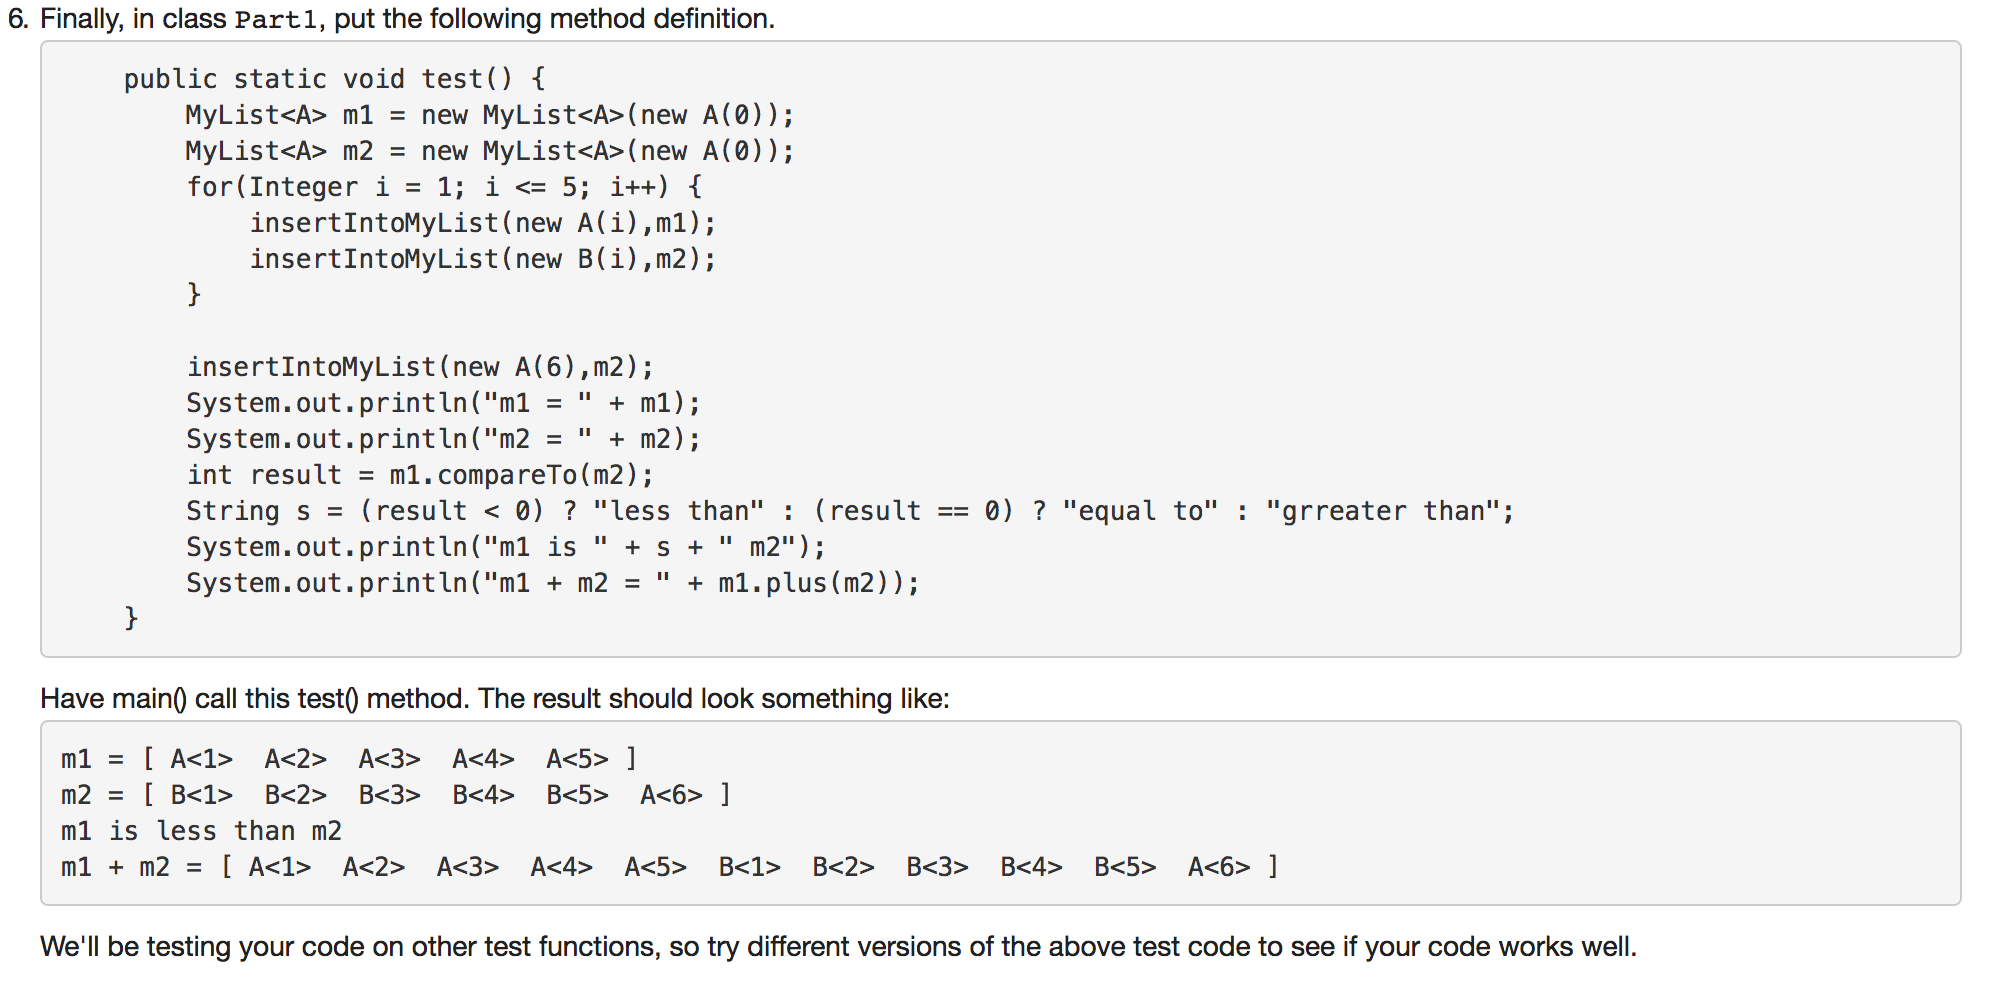 6. Finally, in class Part1, put the following method definition.
public static void test() {
MyList<A> m1 = new MyList<A>(new A(0));
MyList<A> m2 = new MyList<A>(new A(0));
for(Integer i = 1; i <= 5; i++) {
insertIntoMyList(new A(i),m1);
insertIntoMyList(new B(i),m2);
}
insertIntoMyList(new A(6),m2);
System.out.println("m1 = " + m1);
System.out.println("m2 = " + m2);
int result = m1.compareTo(m2);
String s = (result < 0) ? "less than" : (result == 0) ? "equal to" : "grreater than";
System.out.println("m1 is " + s + " m2");
System.out.println("m1 + m2 = " + m1.plus(m2));
}
Have main() call this test() method. The result should look something like:
m1 = [ A<1>  A<2>  A<3>  A<4>  A<5> ]
m2 = [ B<1>  B<2>  B<3>  B<4>  B<5>  A<6> ]
m1 is less than m2
m1 + m2 = [ A<1>  A<2>  A<3>  A<4>  A<5>  B<1>  B<2>  B<3>  B<4>  B<5>  A<6> ]
We'll be testing your code on other test functions, so try different versions of the above test code to see if your code works well.